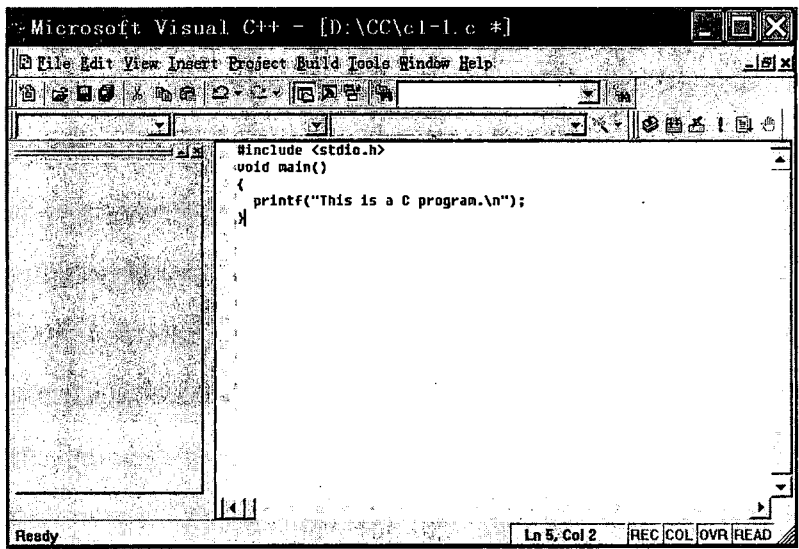 Microsoft Visual C++ - [D:\CC\c1-1.c *]
File Edit View Insert Project Build Tools Window Help
#include <stdio.h>
void main()
{
printf("This is a C program.\n");
}
Ready
Ln 5, Col 2 REC COL OVR READ